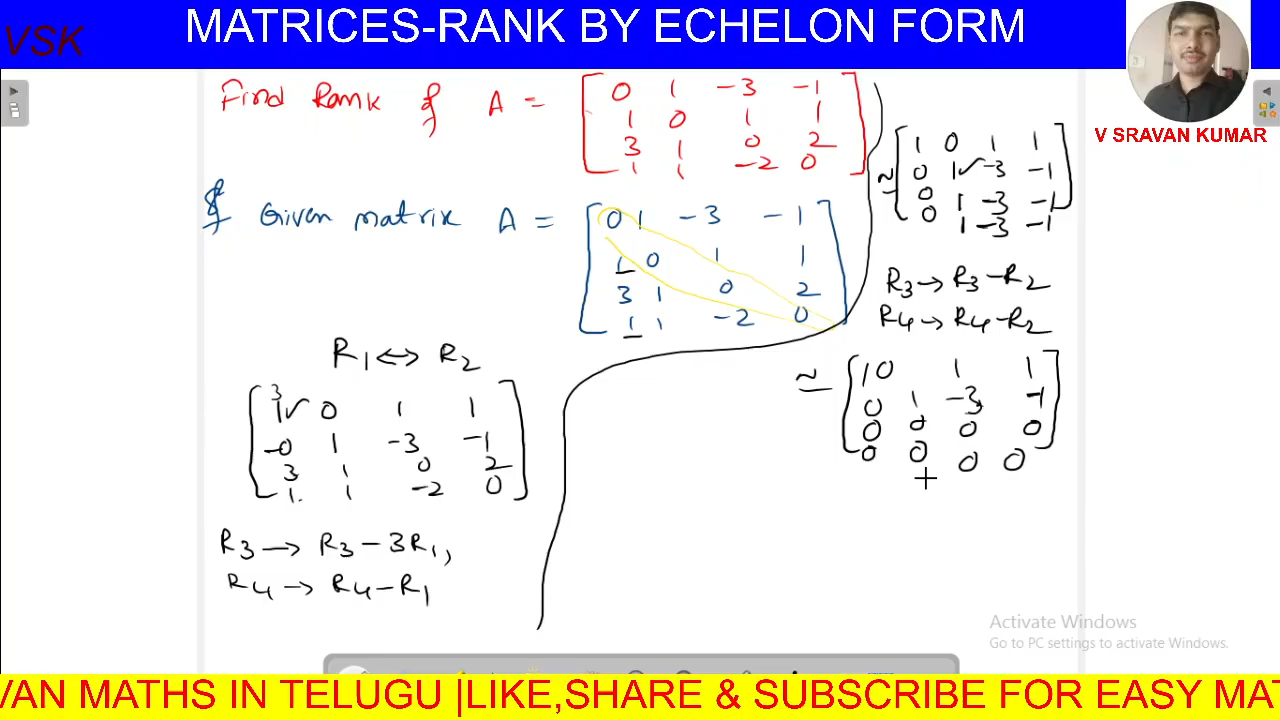 VSK
MATRICES-RANK BY ECHELON FORM
V SRAVAN KUMAR
Find Rank of A =
0 1 -3 -1
1 0 1 1
3 1 0 2
1 1 -2 0
Given matrix A =
0 1 -3 -1
1 0 1 1
3 1 0 2
1 1 -2 0
R1 ↔ R2
3
1✓ 0 1 1
0 1 -3 -1
3 1 0 2
1 1 -2 0
R3 → R3 - 3R1,
R4 → R4 - R1
~
1 0 1 1
0 1✓ -3 -1
0 1 -3 -1
0 1 -3 -1
R3 → R3 - R2
R4 → R4 - R2
~
1 0 1 1
0 1 -3 -1
0 0 0 0
0 0 0 0
Activate Windows
Go to PC settings to activate Windows.
VAN MATHS IN TELUGU |LIKE,SHARE & SUBSCRIBE FOR EASY MAT